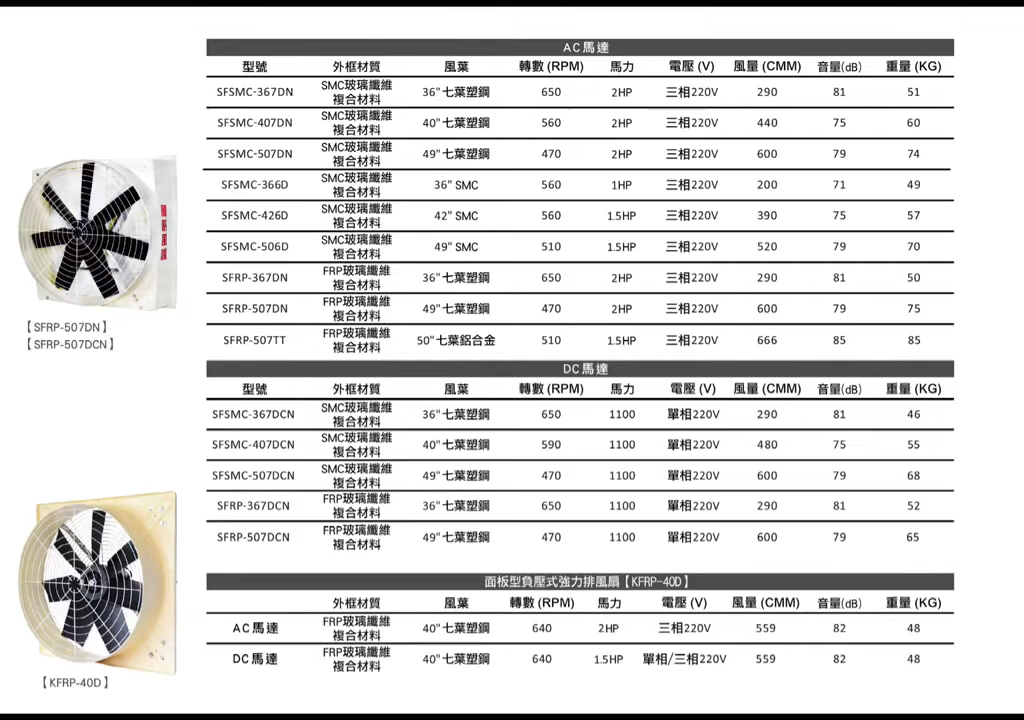 AC馬達
型號 外框材質 風葉 轉數 (RPM) 馬力 電壓 (V) 風量 (CMM) 音量(dB) 重量 (KG)
SFSMC-367DN SMC玻璃纖維複合材料 36"七葉塑鋼 650 2HP 三相220V 290 81 51
SFSMC-407DN SMC玻璃纖維複合材料 40"七葉塑鋼 560 2HP 三相220V 440 75 60
SFSMC-507DN SMC玻璃纖維複合材料 49"七葉塑鋼 470 2HP 三相220V 600 79 74
SFSMC-366D SMC玻璃纖維複合材料 36" SMC 560 1HP 三相220V 200 71 49
SFSMC-426D SMC玻璃纖維複合材料 42" SMC 560 1.5HP 三相220V 390 75 57
SFSMC-506D SMC玻璃纖維複合材料 49" SMC 510 1.5HP 三相220V 520 79 70
SFRP-367DN FRP玻璃纖維複合材料 36"七葉塑鋼 650 2HP 三相220V 290 81 50
SFRP-507DN FRP玻璃纖維複合材料 49"七葉塑鋼 470 2HP 三相220V 600 79 75
SFRP-507TT FRP玻璃纖維複合材料 50"七葉鋁合金 510 1.5HP 三相220V 666 85 85
【SFRP-507DN】
【SFRP-507DCN】
DC馬達
型號 外框材質 風葉 轉數 (RPM) 馬力 電壓 (V) 風量 (CMM) 音量(dB) 重量 (KG)
SFSMC-367DCN SMC玻璃纖維複合材料 36"七葉塑鋼 650 1100 單相220V 290 81 46
SFSMC-407DCN SMC玻璃纖維複合材料 40"七葉塑鋼 590 1100 單相220V 480 75 55
SFSMC-507DCN SMC玻璃纖維複合材料 49"七葉塑鋼 470 1100 單相220V 600 79 68
SFRP-367DCN FRP玻璃纖維複合材料 36"七葉塑鋼 650 1100 單相220V 290 81 52
SFRP-507DCN FRP玻璃纖維複合材料 49"七葉塑鋼 470 1100 單相220V 600 79 65
面板型負壓式強力排風扇【KFRP-40D】
外框材質 風葉 轉數 (RPM) 馬力 電壓 (V) 風量 (CMM) 音量(dB) 重量 (KG)
AC馬達 FRP玻璃纖維複合材料 40"七葉塑鋼 640 2HP 三相220V 559 82 48
DC馬達 FRP玻璃纖維複合材料 40"七葉塑鋼 640 1.5HP 單相/三相220V 559 82 48
【KFRP-40D】